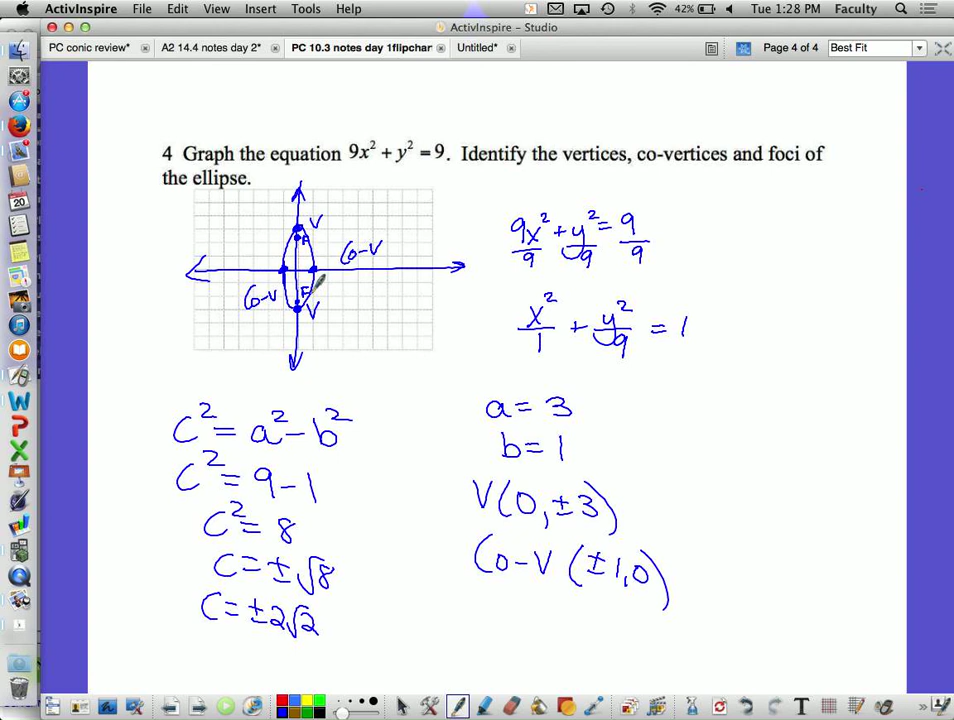 ActivInspire File Edit View Insert Tools Help 42% Tue 1:28 PM Faculty
ActivInspire – Studio
PC conic review* A2 14.4 notes day 2* PC 10.3 notes day 1flipchar Untitled* Page 4 of 4 Best Fit
4 Graph the equation 9x² + y² = 9. Identify the vertices, co-vertices and foci of
the ellipse.
V
F
Co-V
Co-V
F
V
9x²/9 + y²/9 = 9/9
x²/1 + y²/9 = 1
c² = a² – b²
c² = 9 – 1
c² = 8
c = ±√8
c = ±2√2
a = 3
b = 1
V(0, ±3)
Co-V (±1, 0)
20
W
P
X
T